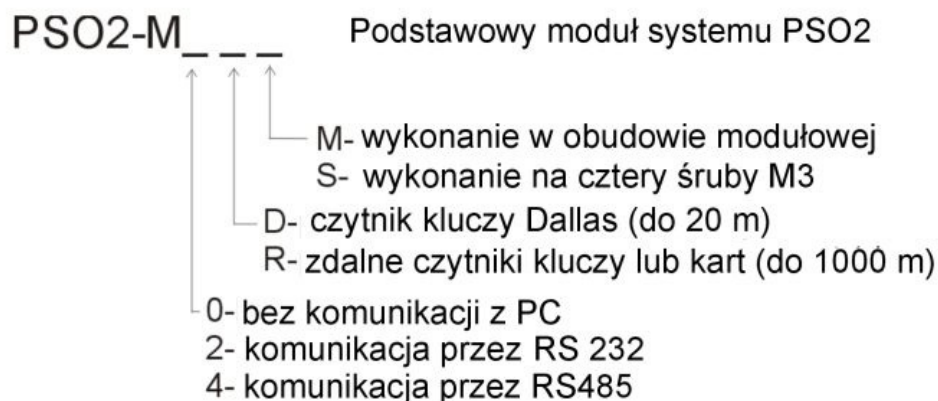 PSO2-M_ _ _ Podstawowy moduł systemu PSO2
M- wykonanie w obudowie modułowej
S- wykonanie na cztery śruby M3
D- czytnik kluczy Dallas (do 20 m)
R- zdalne czytniki kluczy lub kart (do 1000 m)
0- bez komunikacji z PC
2- komunikacja przez RS 232
4- komunikacja przez RS485